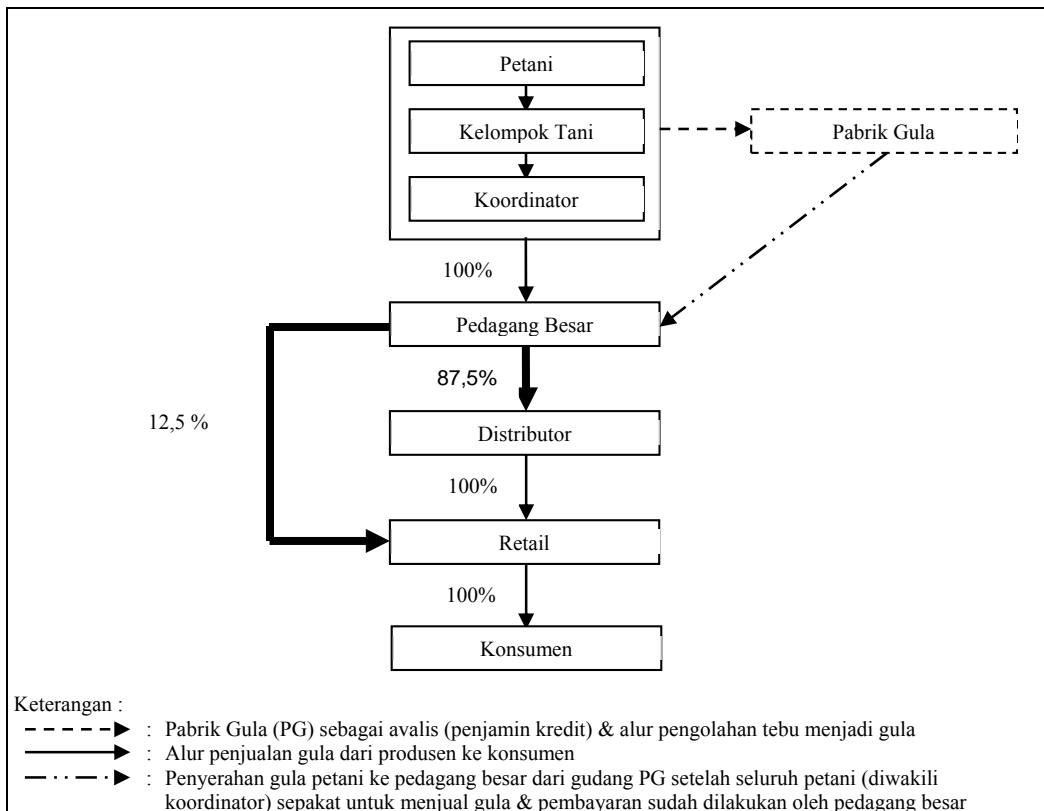 Petani
Kelompok Tani
Pabrik Gula
Koordinator
100%
Pedagang Besar
87,5%
12,5 %
Distributor
100%
Retail
100%
Konsumen
Keterangan :
: Pabrik Gula (PG) sebagai avalis (penjamin kredit) & alur pengolahan tebu menjadi gula
: Alur penjualan gula dari produsen ke konsumen
: Penyerahan gula petani ke pedagang besar dari gudang PG setelah seluruh petani (diwakili
koordinator) sepakat untuk menjual gula & pembayaran sudah dilakukan oleh pedagang besar